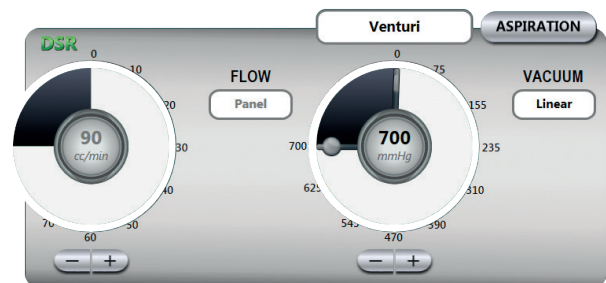 Venturi
ASPIRATION
DSR
0
10
20
30
40
50
60
70
FLOW
Panel
90
cc/min
− +
0
75
155
235
310
390
470
545
625
700
VACUUM
Linear
700
mmHg
− +